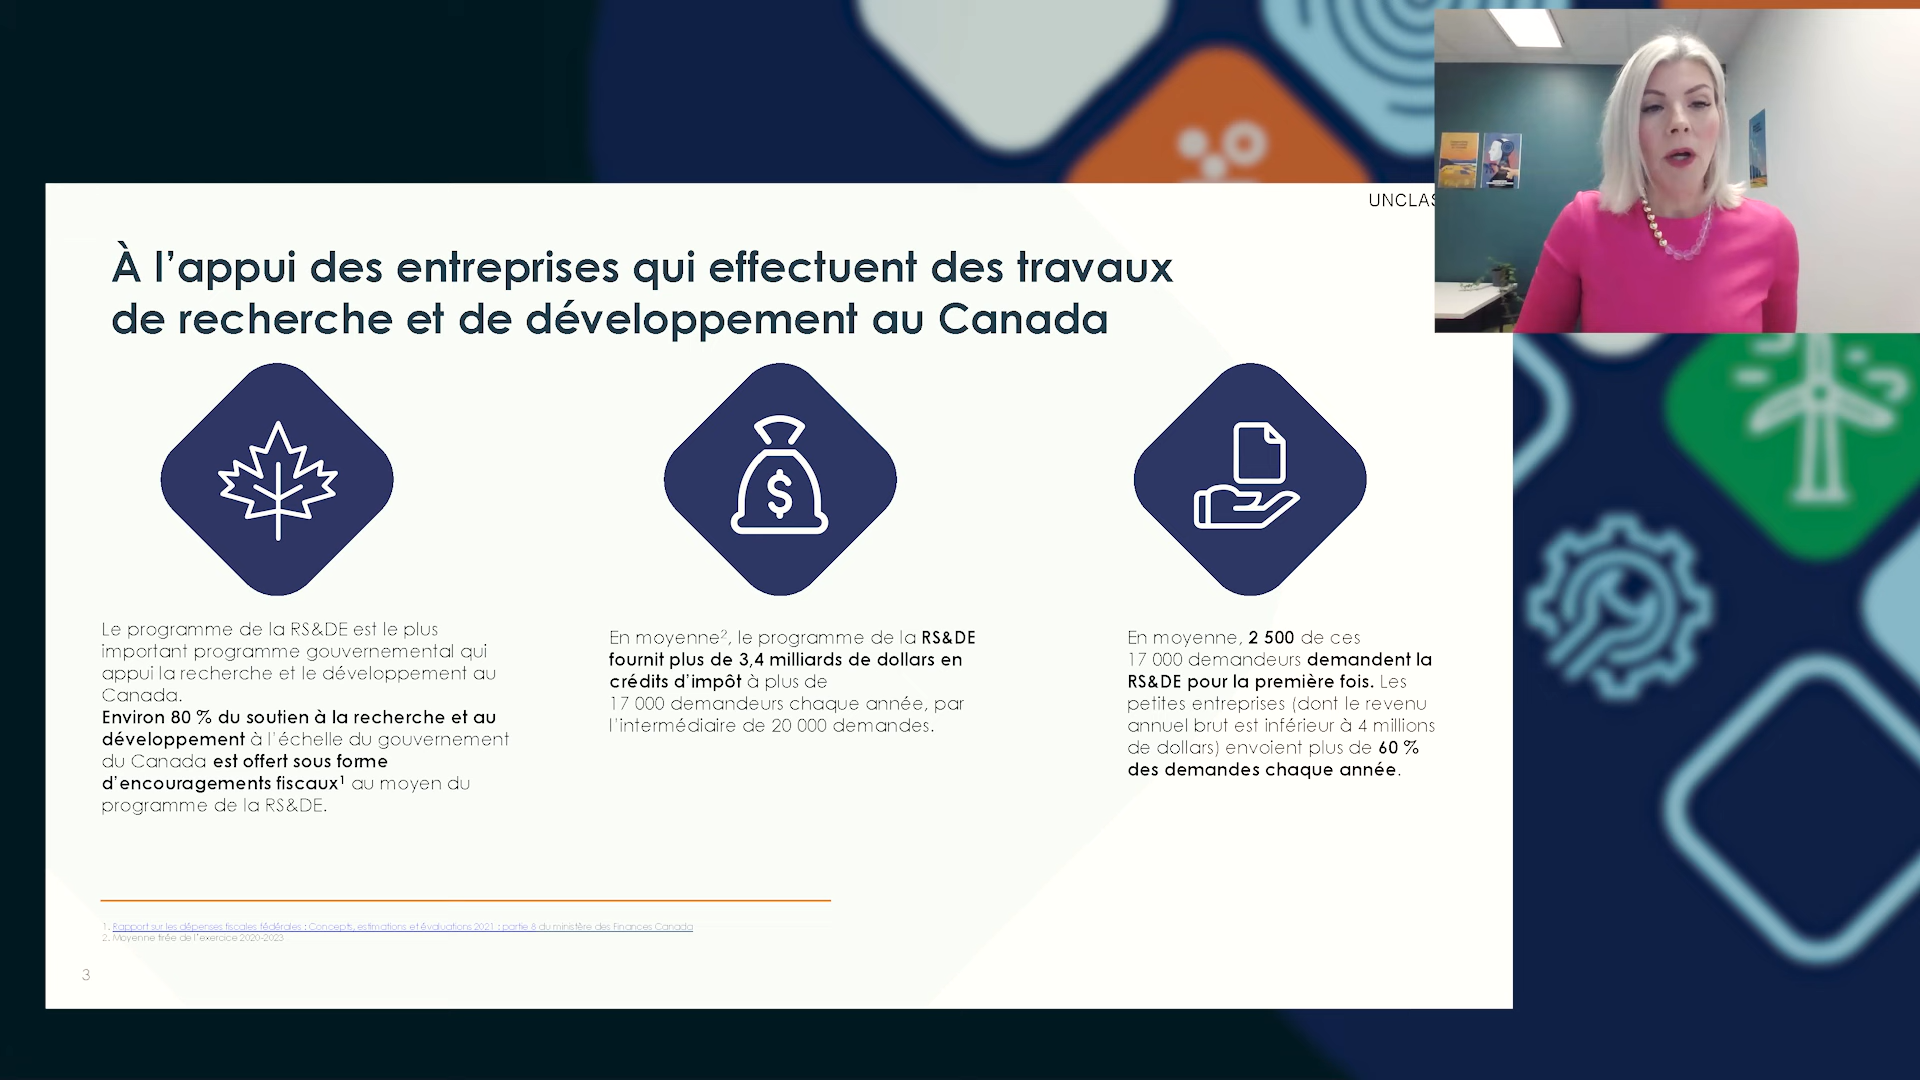 UNCLAS
À l’appui des entreprises qui effectuent des travaux
de recherche et de développement au Canada
$
Le programme de la RS&DE est le plus
important programme gouvernemental qui
appui la recherche et le développement au
Canada.
Environ 80 % du soutien à la recherche et au
développement à l’échelle du gouvernement
du Canada est offert sous forme
d’encouragements fiscaux¹ au moyen du
programme de la RS&DE.
En moyenne², le programme de la RS&DE
fournit plus de 3,4 milliards de dollars en
crédits d’impôt à plus de
17 000 demandeurs chaque année, par
l’intermédiaire de 20 000 demandes.
En moyenne, 2 500 de ces
17 000 demandeurs demandent la
RS&DE pour la première fois. Les
petites entreprises (dont le revenu
annuel brut est inférieur à 4 millions
de dollars) envoient plus de 60 %
des demandes chaque année.
1. Rapport sur les dépenses fiscales fédérales : Concepts, estimations et évaluations 2021 : partie 8 du ministère des Finances Canada
2. Moyenne tirée de l’exercice 2020-2023
3